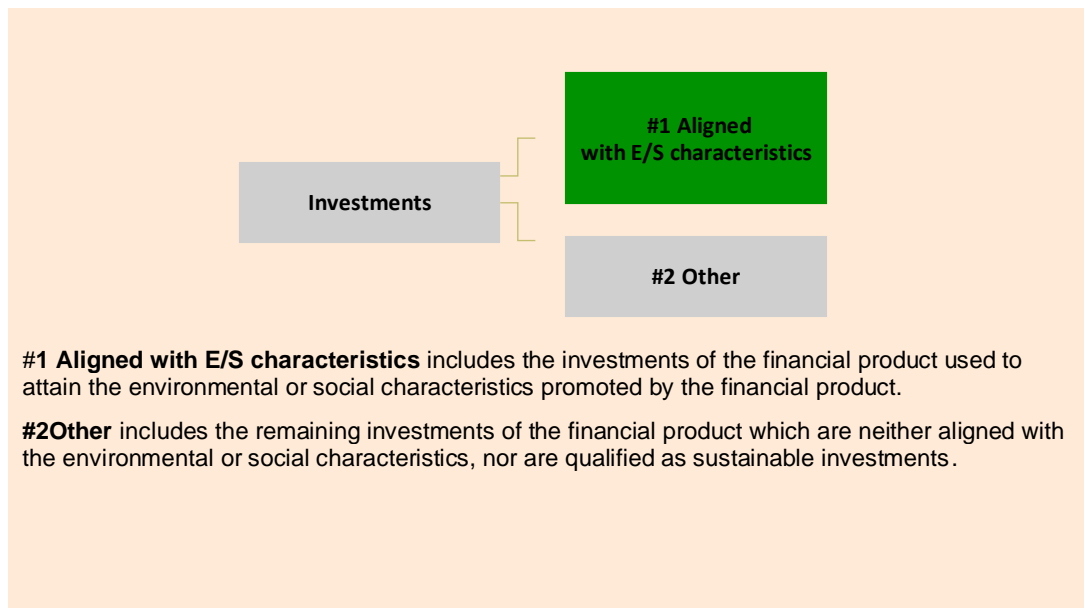 #1 Aligned
with E/S characteristics
Investments
#2 Other
#1 Aligned with E/S characteristics includes the investments of the financial product used to
attain the environmental or social characteristics promoted by the financial product.
#2Other includes the remaining investments of the financial product which are neither aligned with
the environmental or social characteristics, nor are qualified as sustainable investments.